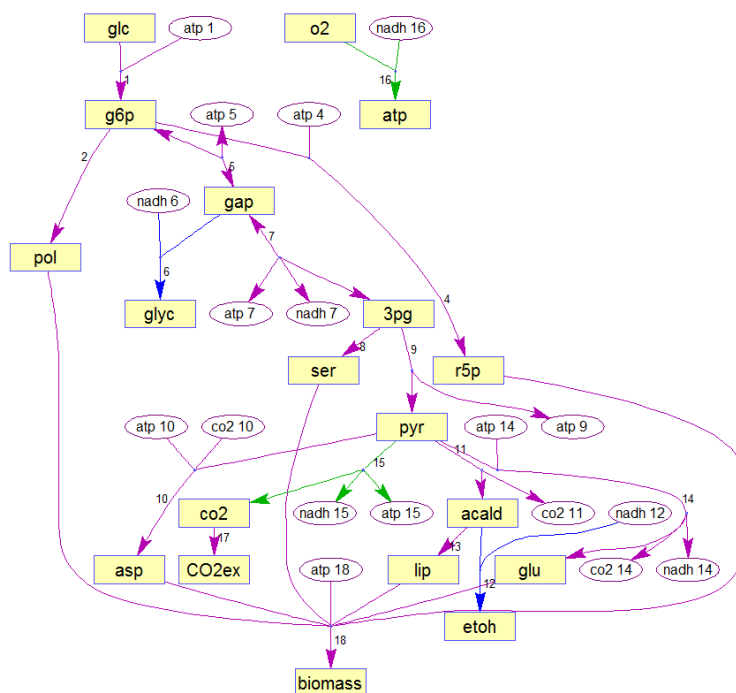 glc
atp 1
o2
nadh 16
1
16
g6p
atp 5
atp 4
atp
2
5
nadh 6
gap
7
pol
6
4
atp 7
nadh 7
glyc
3pg
8
9
ser
r5p
atp 10
co2 10
pyr
atp 14
atp 9
11
15
10
co2
nadh 15
atp 15
acald
co2 11
nadh 12
14
17
13
asp
CO2ex
atp 18
lip
glu
co2 14
nadh 14
12
etoh
18
biomass